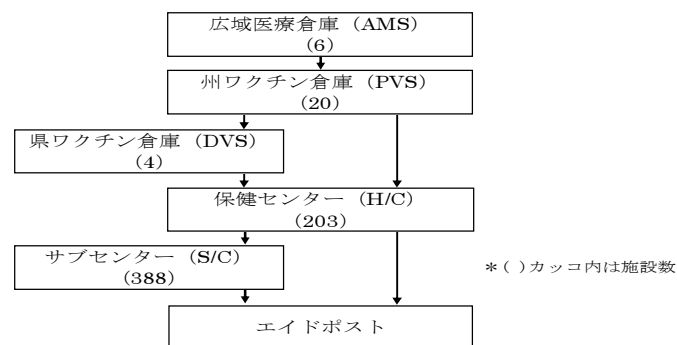 広域医療倉庫 (AMS)
(6)
州ワクチン倉庫 (PVS)
(20)
県ワクチン倉庫 (DVS)
(4)
保健センター (H/C)
(203)
サブセンター (S/C)
(388)
*( )カッコ内は施設数
エイドポスト